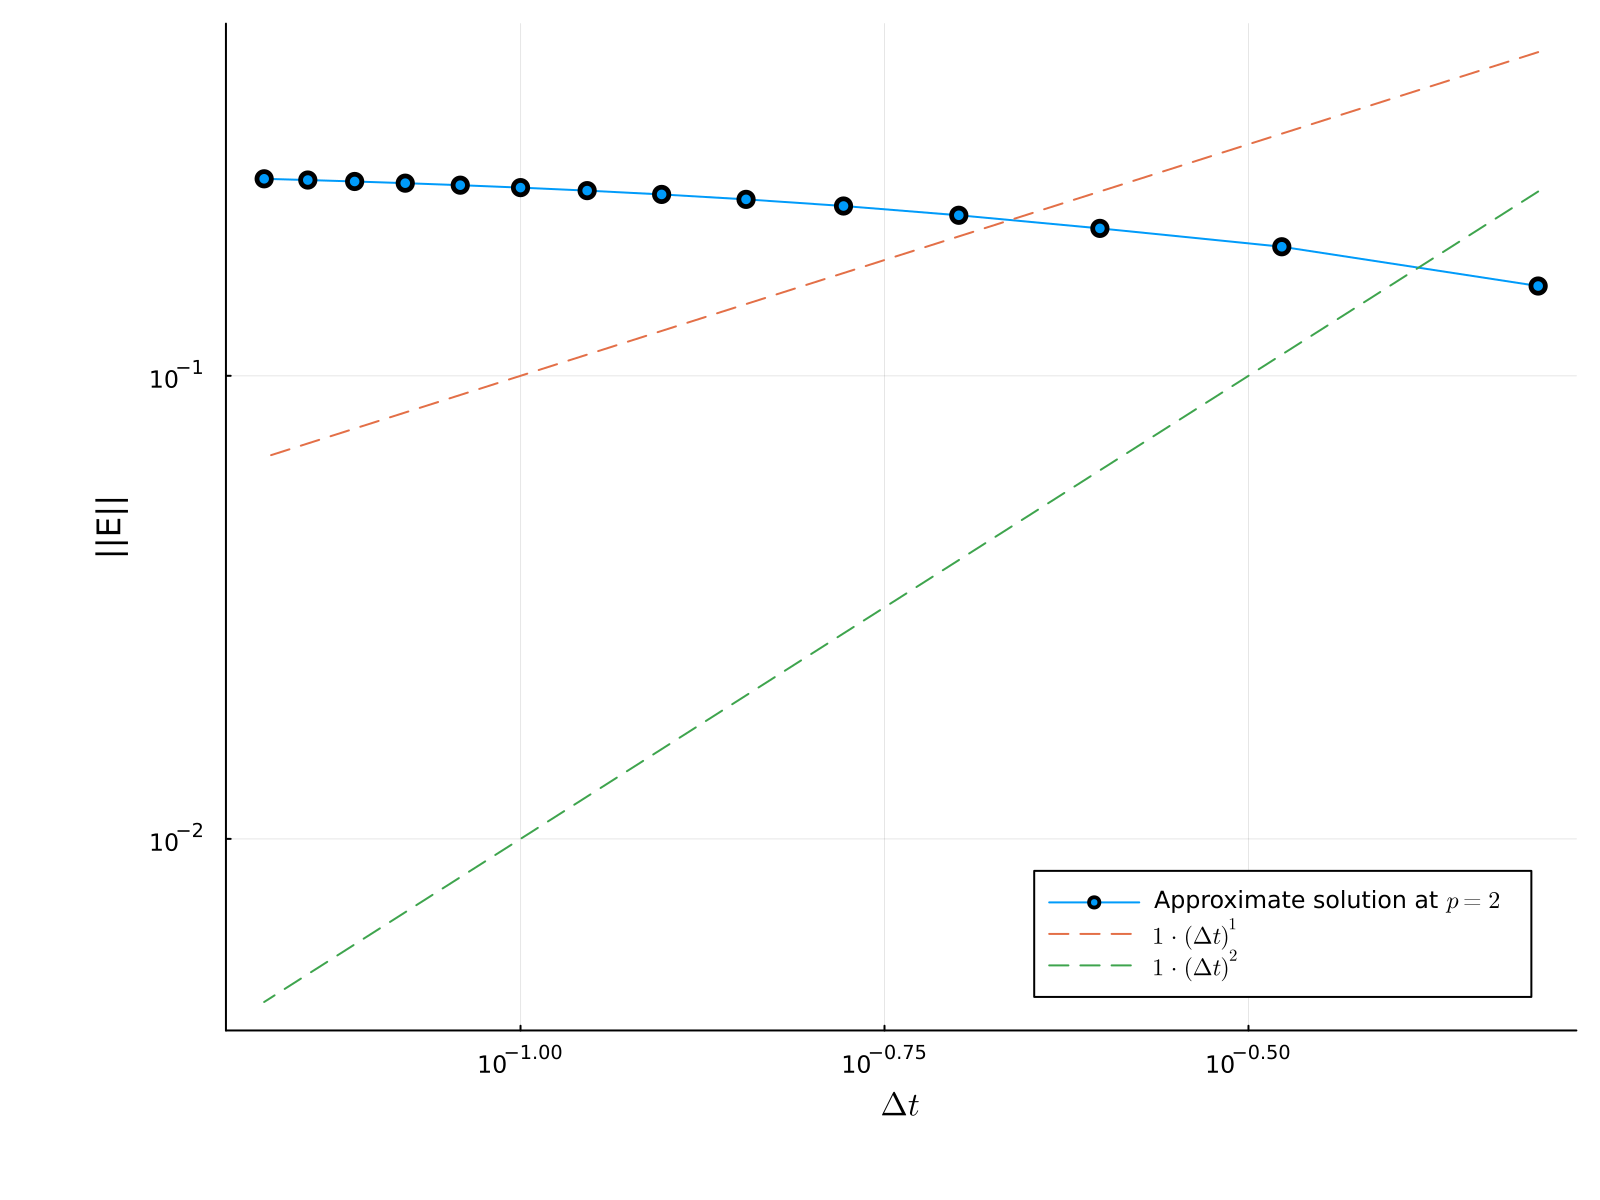 ||E||
10⁻¹
10⁻²
Approximate solution at p = 2
1 · (Δt)¹
1 · (Δt)²
10⁻¹·⁰⁰ 10⁻⁰·⁷⁵ 10⁻⁰·⁵⁰
Δt